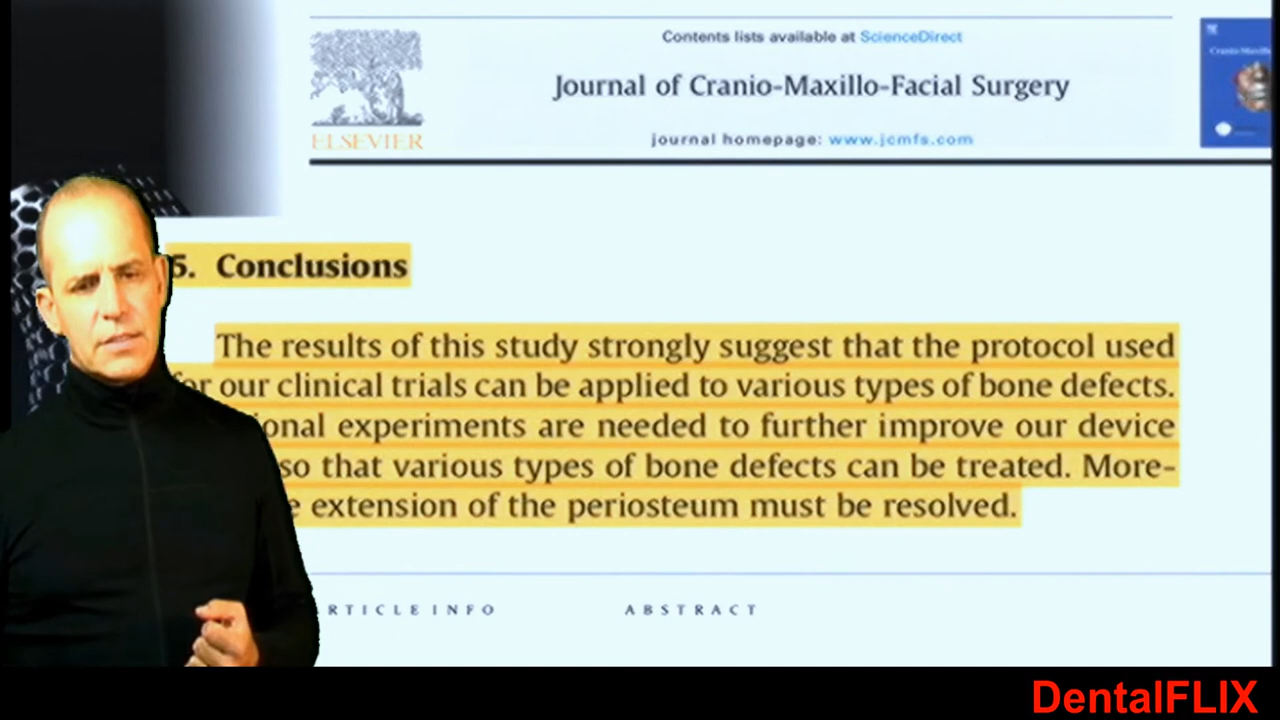 Contents lists available at ScienceDirect
Journal of Cranio-Maxillo-Facial Surgery
journal homepage: www.jcmfs.com
ELSEVIER
5. Conclusions
The results of this study strongly suggest that the protocol used
our clinical trials can be applied to various types of bone defects.
experiments are needed to further improve our device
so that various types of bone defects can be treated. More-
extension of the periosteum must be resolved.
ARTICLE INFO ABSTRACT
DentalFLIX